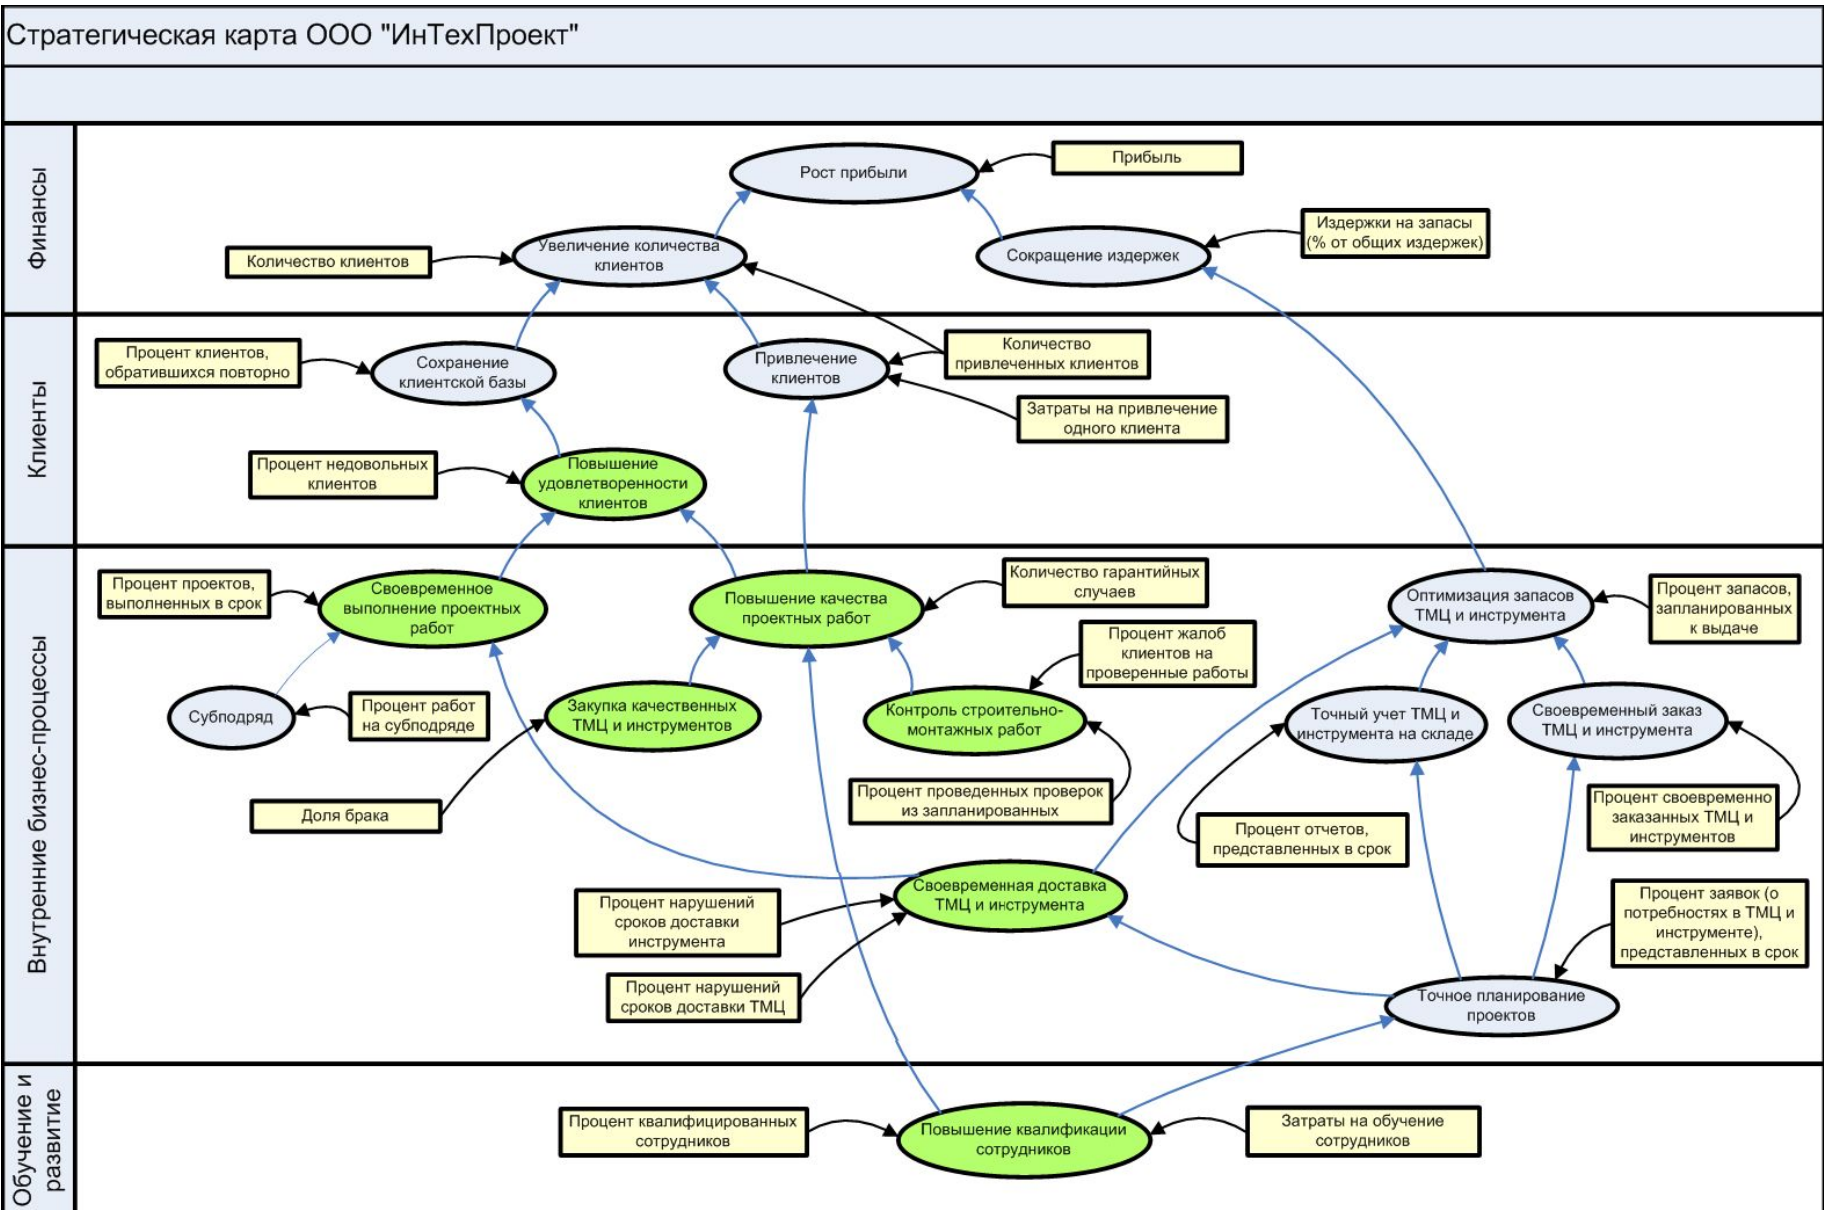 Стратегическая карта ООО "ИнТехПроект"
Финансы
Рост прибыли
Прибыль
Количество клиентов
Увеличение количества
клиентов
Сокращение издержек
Издержки на запасы
(% от общих издержек)
Клиенты
Процент клиентов,
обратившихся повторно
Сохранение
клиентской базы
Привлечение
клиентов
Количество
привлеченных клиентов
Затраты на привлечение
одного клиента
Процент недовольных
клиентов
Повышение
удовлетворенности
клиентов
Внутренние бизнес-процессы
Процент проектов,
выполненных в срок
Своевременное
выполнение проектных
работ
Повышение качества
проектных работ
Количество гарантийных
случаев
Оптимизация запасов
ТМЦ и инструмента
Процент запасов,
запланированных
к выдаче
Процент жалоб
клиентов на
проверенные работы
Субподряд
Процент работ
на субподряде
Закупка качественных
ТМЦ и инструментов
Контроль строительно-
монтажных работ
Точный учет ТМЦ и
инструмента на складе
Своевременный заказ
ТМЦ и инструмента
Доля брака
Процент проведенных проверок
из запланированных
Процент отчетов,
представленных в срок
Процент своевременно
заказанных ТМЦ и
инструментов
Своевременная доставка
ТМЦ и инструмента
Процент нарушений
сроков доставки
инструмента
Процент нарушений
сроков доставки ТМЦ
Процент заявок (о
потребностях в ТМЦ и
инструменте),
представленных в срок
Точное планирование
проектов
Обучение и
развитие
Процент квалифицированных
сотрудников
Повышение квалификации
сотрудников
Затраты на обучение
сотрудников